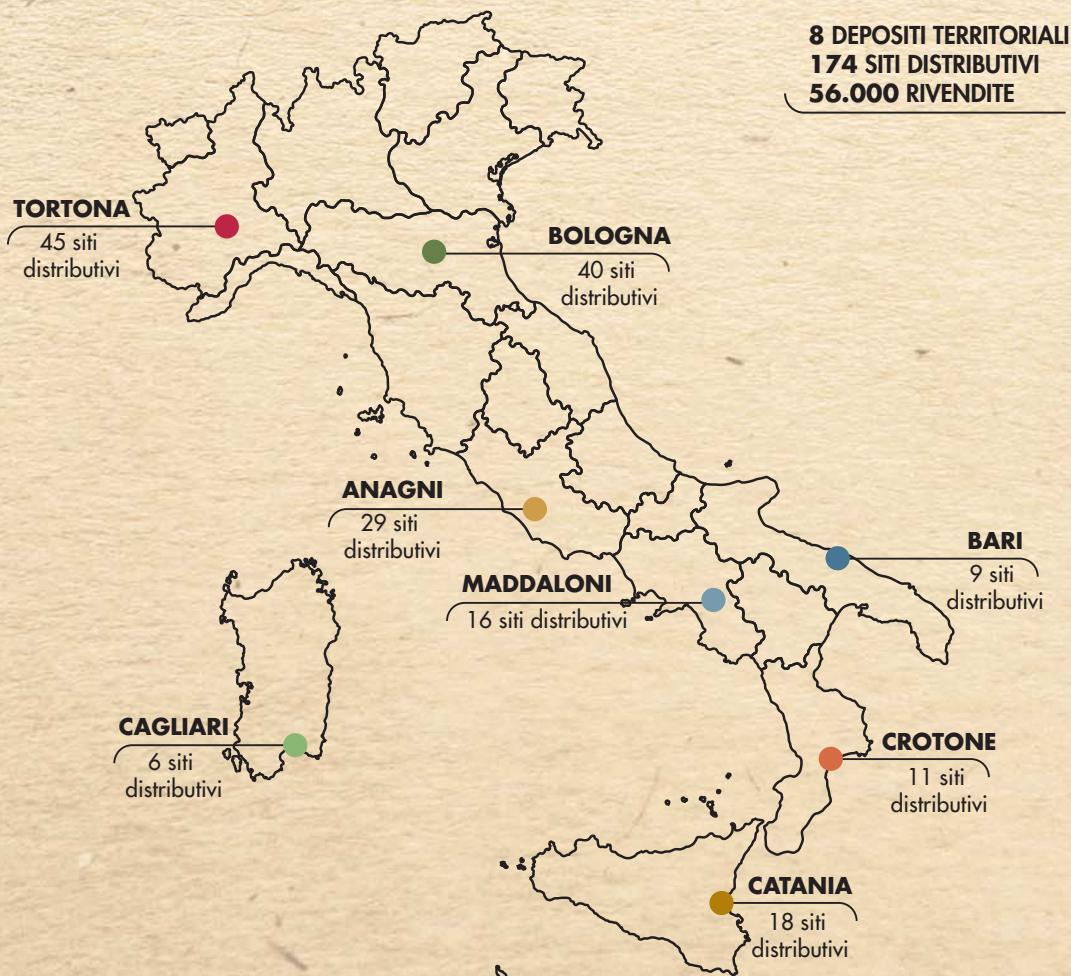 8 DEPOSITI TERRITORIALI
174 SITI DISTRIBUTIVI
56.000 RIVENDITE
TORTONA
45 siti
distributivi
BOLOGNA
40 siti
distributivi
ANAGNI
29 siti
distributivi
BARI
9 siti
distributivi
MADDALONI
16 siti distributivi
CAGLIARI
6 siti
distributivi
CROTONE
11 siti
distributivi
CATANIA
18 siti
distributivi